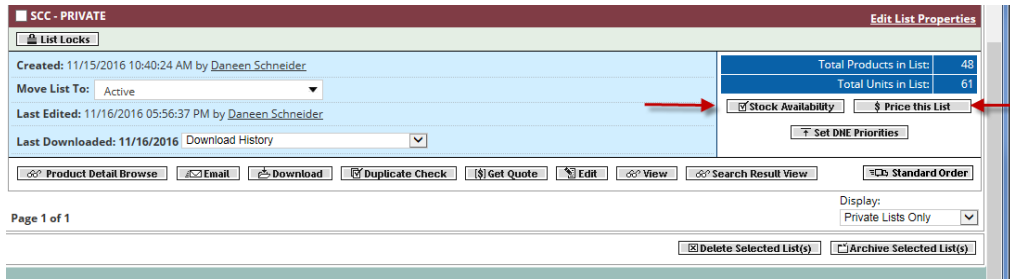 SCC - PRIVATE
Edit List Properties
List Locks
Created: 11/15/2016 10:40:24 AM by Daneen Schneider
Total Products in List: 48
Move List To: Active
Total Units in List: 61
Stock Availability
$ Price this List
Last Edited: 11/16/2016 05:56:37 PM by Daneen Schneider
Set DNE Priorities
Last Downloaded: 11/16/2016 Download History
Product Detail Browse Email Download Duplicate Check [$] Get Quote Edit View Search Result View Standard Order
Display:
Page 1 of 1
Private Lists Only
Delete Selected List(s) Archive Selected List(s)